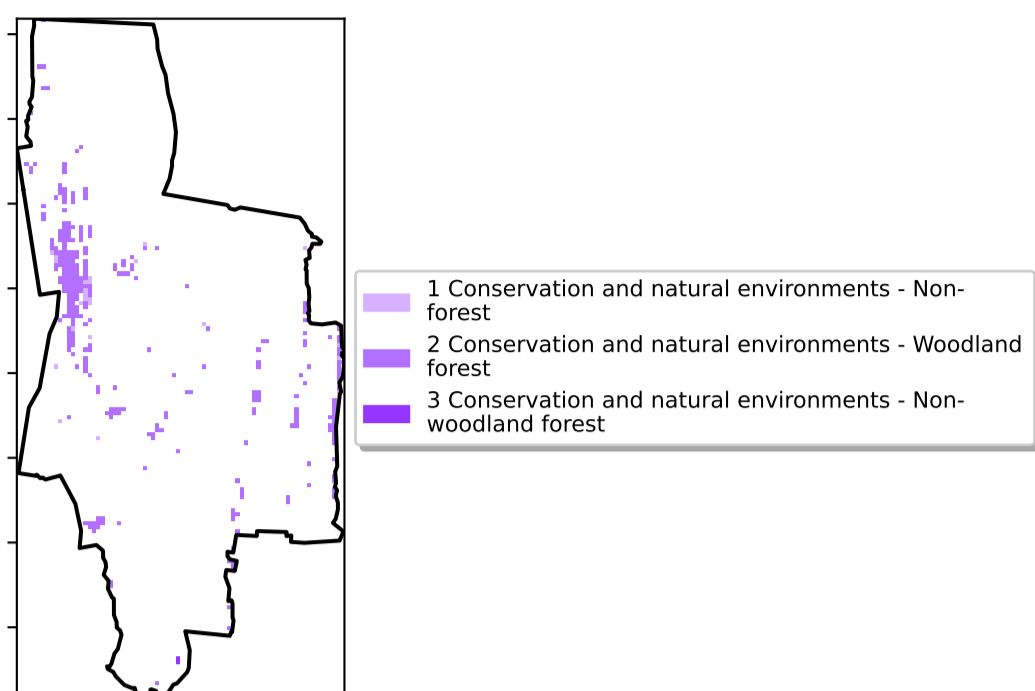 1 Conservation and natural environments - Non-
forest
2 Conservation and natural environments - Woodland
forest
3 Conservation and natural environments - Non-
woodland forest